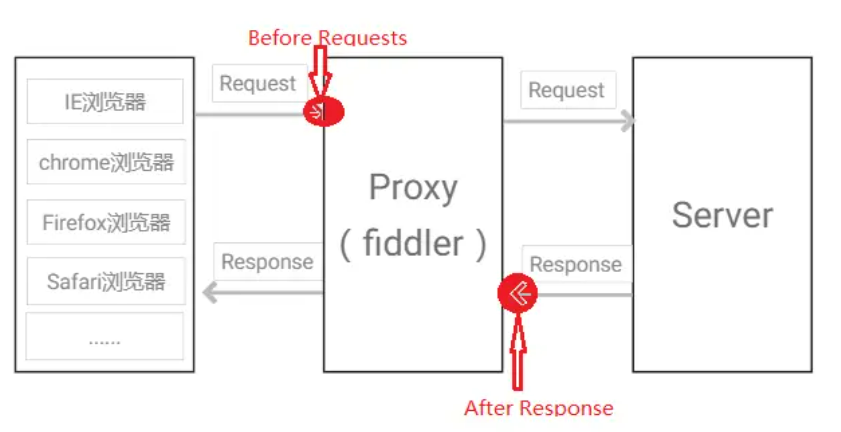 Before Requests
Request
Request
IE浏览器
chrome浏览器
Firefox浏览器
Safari浏览器
......
Proxy
( fiddler )
Server
Response
Response
After Response